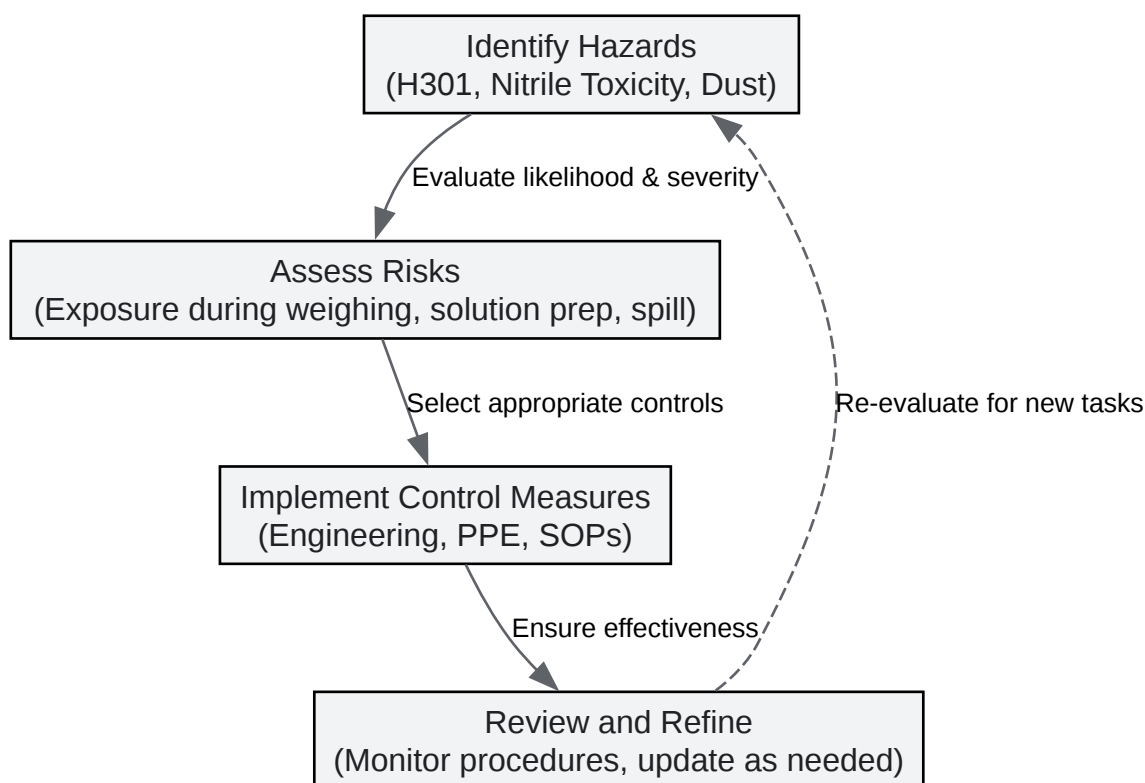 Identify Hazards
(H301, Nitrile Toxicity, Dust)
Evaluate likelihood & severity
Assess Risks
(Exposure during weighing, solution prep, spill)
Select appropriate controls
Re-evaluate for new tasks
Implement Control Measures
(Engineering, PPE, SOPs)
Ensure effectiveness
Review and Refine
(Monitor procedures, update as needed)